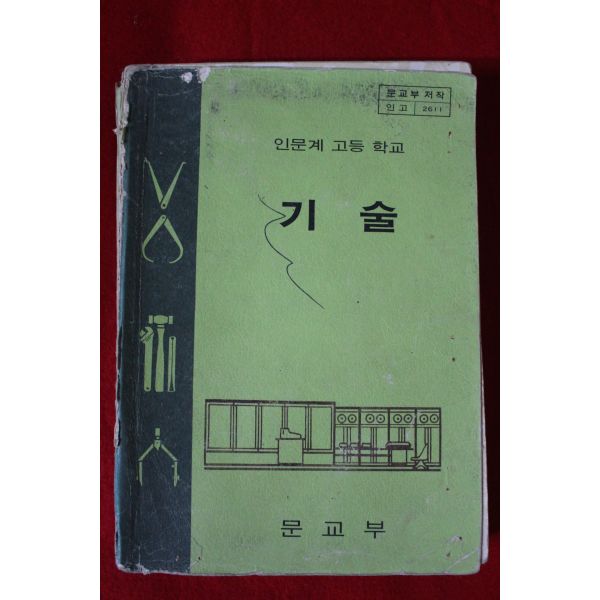 문교부 저작
인고 2611
인문계 고등 학교
기 술
문 교 부